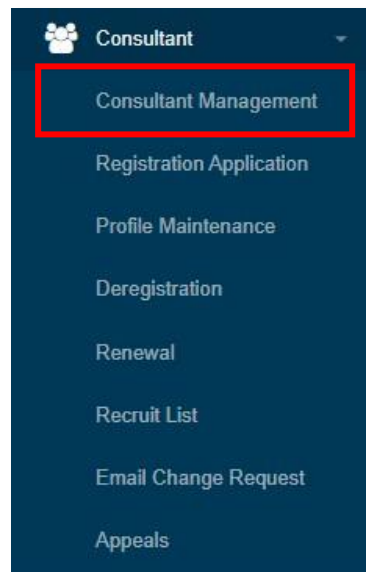 Consultant
Consultant Management
Registration Application
Profile Maintenance
Deregistration
Renewal
Recruit List
Email Change Request
Appeals